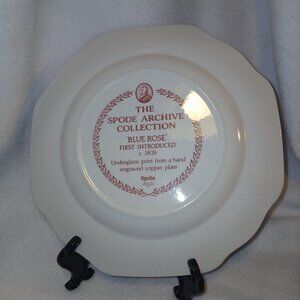 THE
SPODE ARCHIVE
COLLECTION
'BLUE ROSE'
FIRST INTRODUCED
c. 1826
Underglaze print from a hand
engraved copper plate
Spode